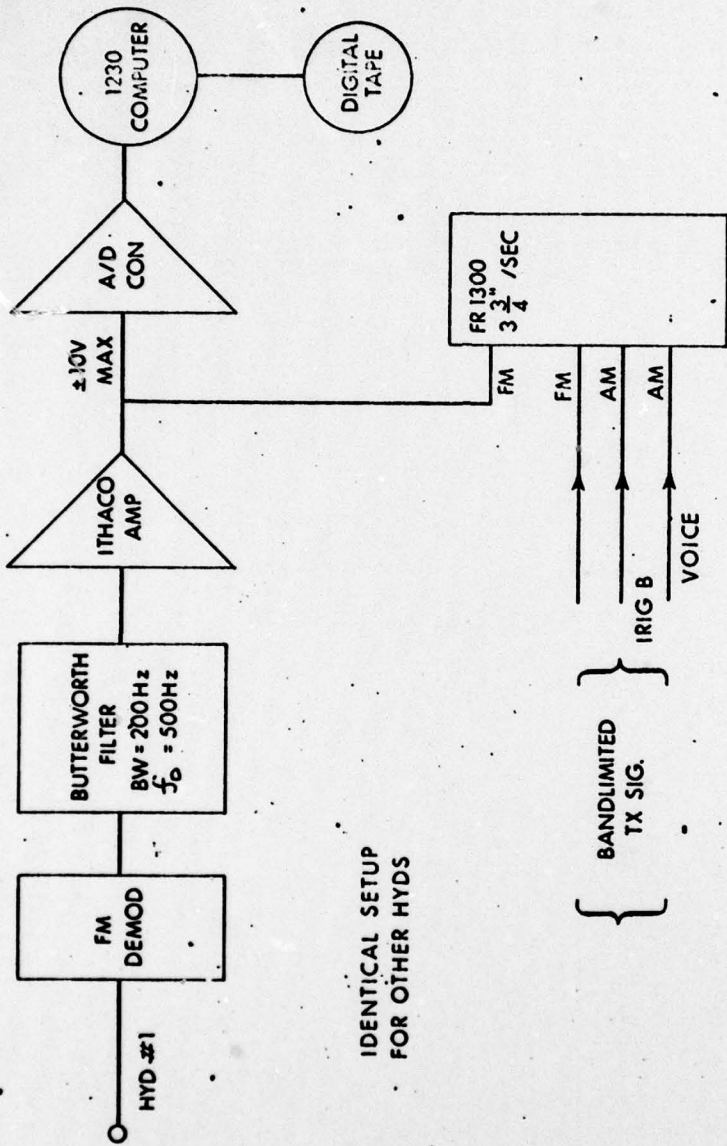 HYD #1
FM
DEMOD
BUTTERWORTH
FILTER
BW = 200 Hz
fo = 500Hz
ITHACO
AMP
±10V
MAX
A/D
CON
1230
COMPUTER
DIGITAL
TAPE
IDENTICAL SETUP
FOR OTHER HYDS
FR 1300
3 3/4" /SEC
FM
FM
AM
AM
BANDLIMITED
TX SIG.
IRIG B
VOICE